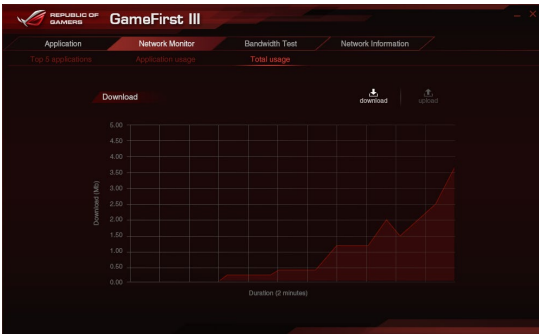 REPUBLIC OF
GAMERS
GameFirst III
Application Network Monitor Bandwidth Test Network Information
Top 5 applications Application usage Total usage
Download
download upload
5.00
4.50
4.00
3.50
3.00
2.50
2.00
1.50
1.00
0.50
0.00
Download (Mb)
Duration (2 minutes)